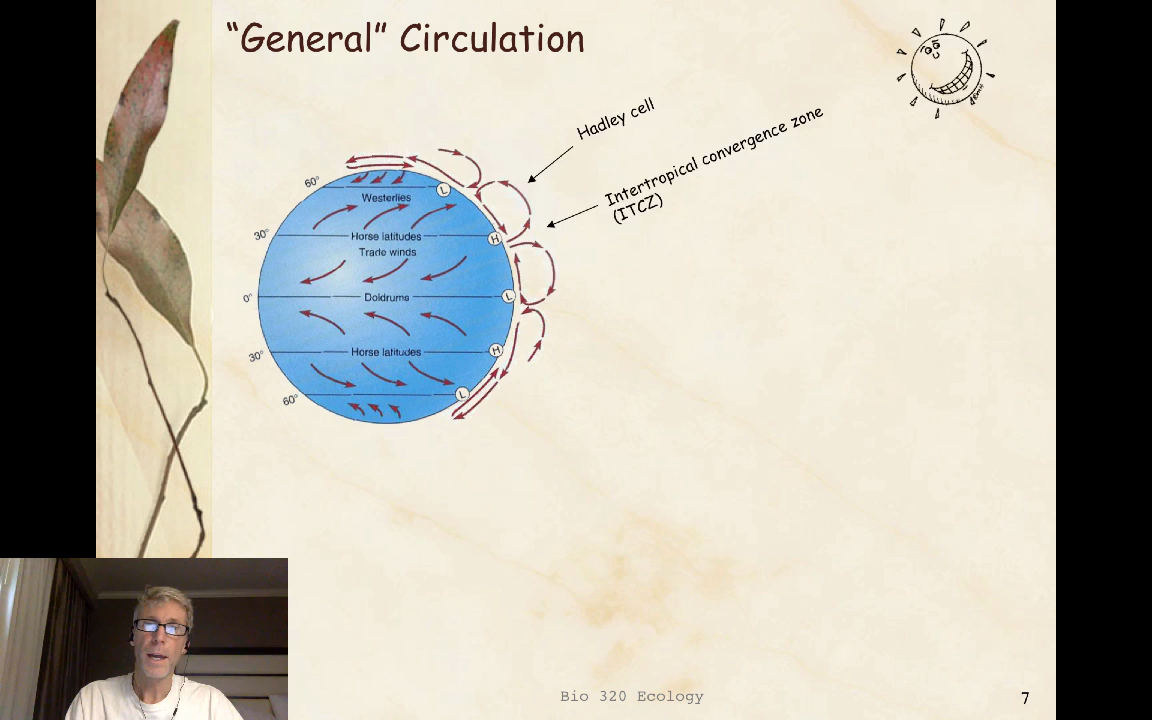 “General” Circulation
Hadley cell
Intertropical convergence zone
(ITCZ)
60°
L
Westerlies
30°
Horse latitudes
H
Trade winds
0°
Doldrums
L
30°
Horse latitudes
H
60°
L
Bio 320 Ecology
7